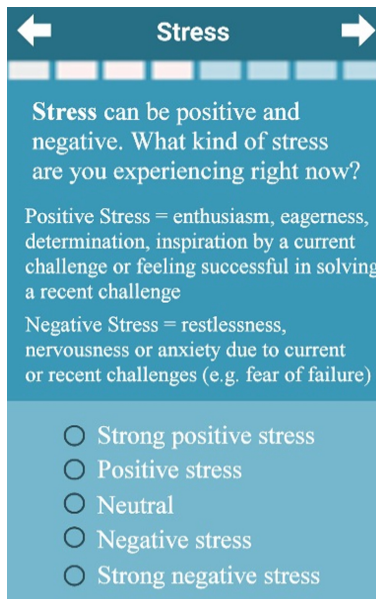 Stress
Stress can be positive and
negative. What kind of stress
are you experiencing right now?
Positive Stress = enthusiasm, eagerness,
determination, inspiration by a current
challenge or feeling successful in solving
a recent challenge
Negative Stress = restlessness,
nervousness or anxiety due to current
or recent challenges (e.g. fear of failure)
Strong positive stress
Positive stress
Neutral
Negative stress
Strong negative stress